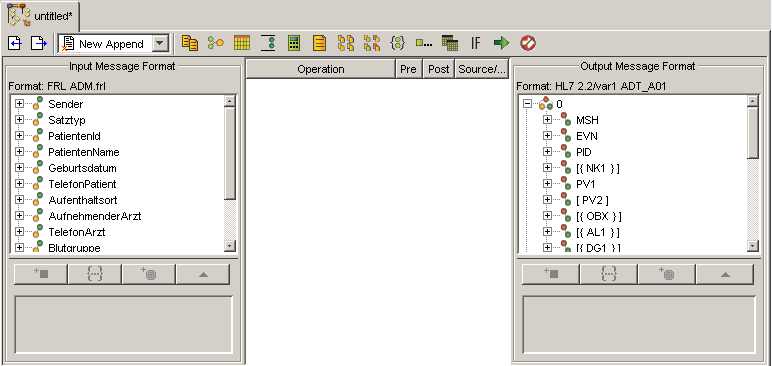 untitled*
New Append
IF
Input Message Format
Format: FRL ADM.frl
Sender
Satztyp
PatientenId
PatientenName
Geburtsdatum
TelefonPatient
Aufenthaltsort
AufnehmenderArzt
TelefonArzt
Blutgruppe
Operation Pre Post Source/...
Output Message Format
Format: HL7 2.2/var1 ADT_A01
0
MSH
EVN
PID
[{ NK1 } ]
PV1
[ PV2 ]
[{ OBX } ]
[{ AL1 } ]
[{ DG1 } ]